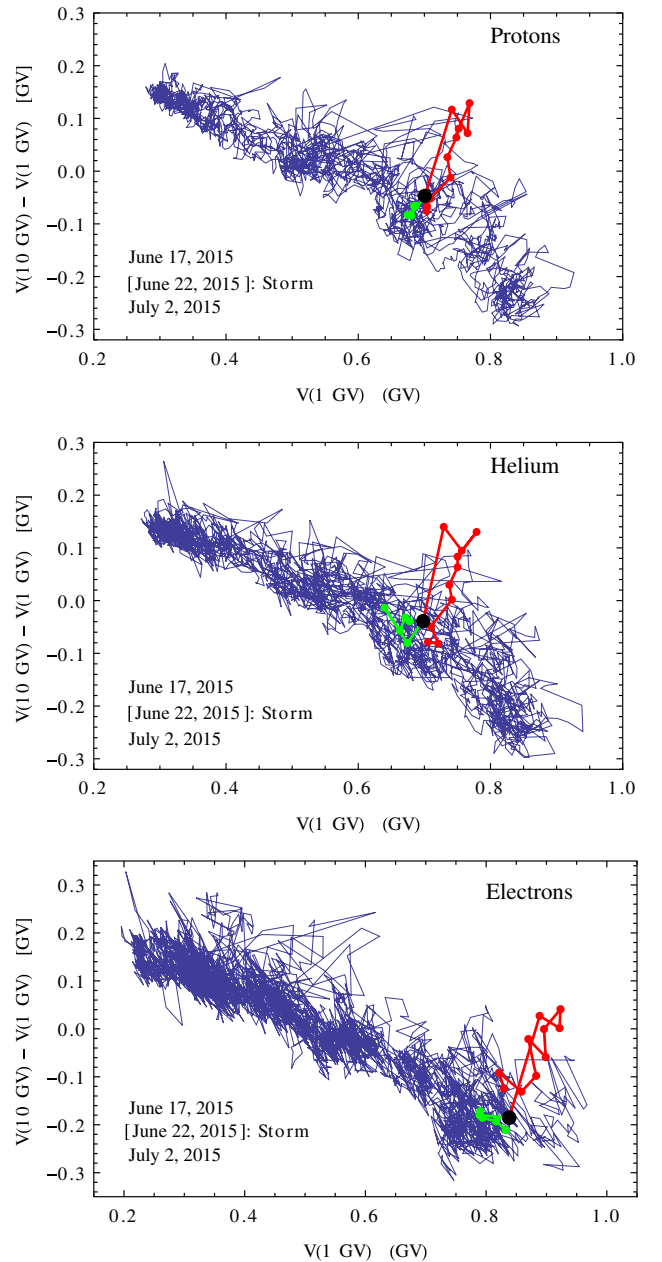 Protons
0.3
0.2
0.1
0.0
−0.1
−0.2
−0.3
V(10 GV) − V(1 GV) [GV]
June 17, 2015
[June 22, 2015]: Storm
July 2, 2015
0.2 0.4 0.6 0.8 1.0
V(1 GV) (GV)
Helium
0.3
0.2
0.1
0.0
−0.1
−0.2
−0.3
V(10 GV) − V(1 GV) [GV]
June 17, 2015
[June 22, 2015]: Storm
July 2, 2015
0.2 0.4 0.6 0.8 1.0
V(1 GV) (GV)
Electrons
0.3
0.2
0.1
0.0
−0.1
−0.2
−0.3
V(10 GV) − V(1 GV) [GV]
June 17, 2015
[June 22, 2015]: Storm
July 2, 2015
0.2 0.4 0.6 0.8 1.0
V(1 GV) (GV)